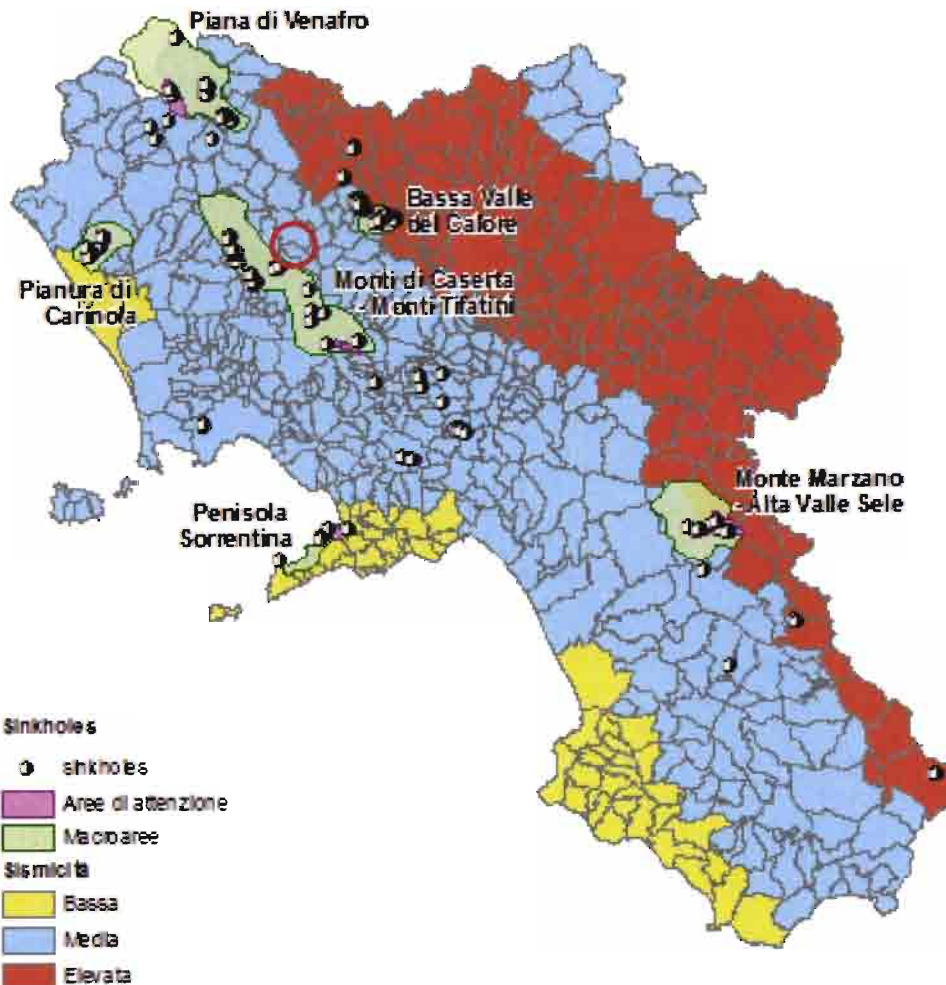 Piana di Venafro
Bassa Valle
del Calore
Monti di Caserta
- Monti Tifatini
Pianura di
Carinola
Penisola
Sorrentina
Monte Marzano
- Alta Valle Sele
Sinkholes
sinkholes
Aree di attenzione
Macroaree
Sismicità
Bassa
Media
Elevata